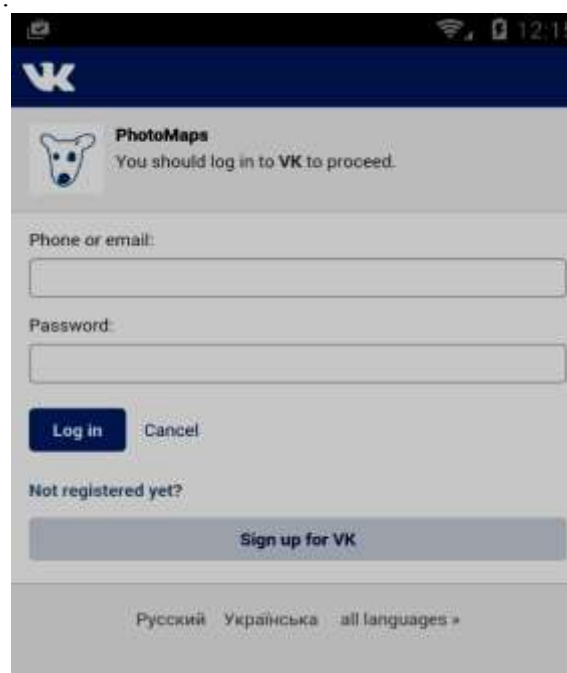 12:15
VK
PhotoMaps
You should log in to VK to proceed.
Phone or email:
Password:
Log in Cancel
Not registered yet?
Sign up for VK
Русский Українська all languages »